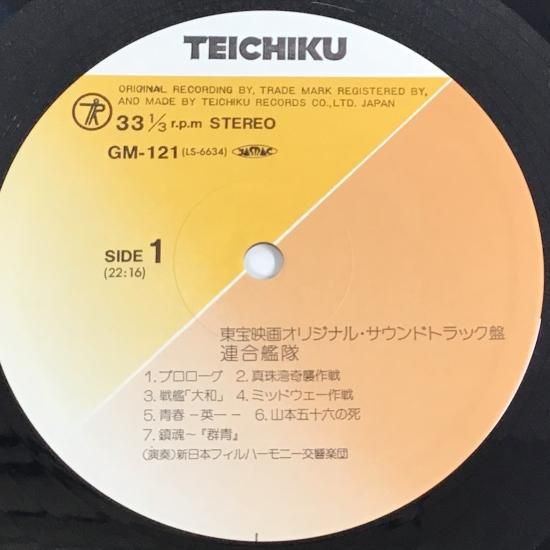 TEICHIKU
ORIGINAL RECORDING BY, TRADE MARK REGISTERED BY,
AND MADE BY TEICHIKU RECORDS CO., LTD. JAPAN
33 1/3 r.p.m STEREO
GM-121 (LS-6634) JASRAC
SIDE 1
(22:16)
東宝映画オリジナル・サウンドトラック盤
連合艦隊
1. プロローグ 2. 真珠湾奇襲作戦
3. 戦艦「大和」 4. ミッドウェー作戦
5. 青春 -英一- 6. 山本五十六の死
7. 鎮魂〜『群青』
(演奏)新日本フィルハーモニー交響楽団